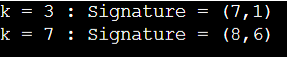 k = 3 : Signature = (7,1)
k = 7 : Signature = (8,6)